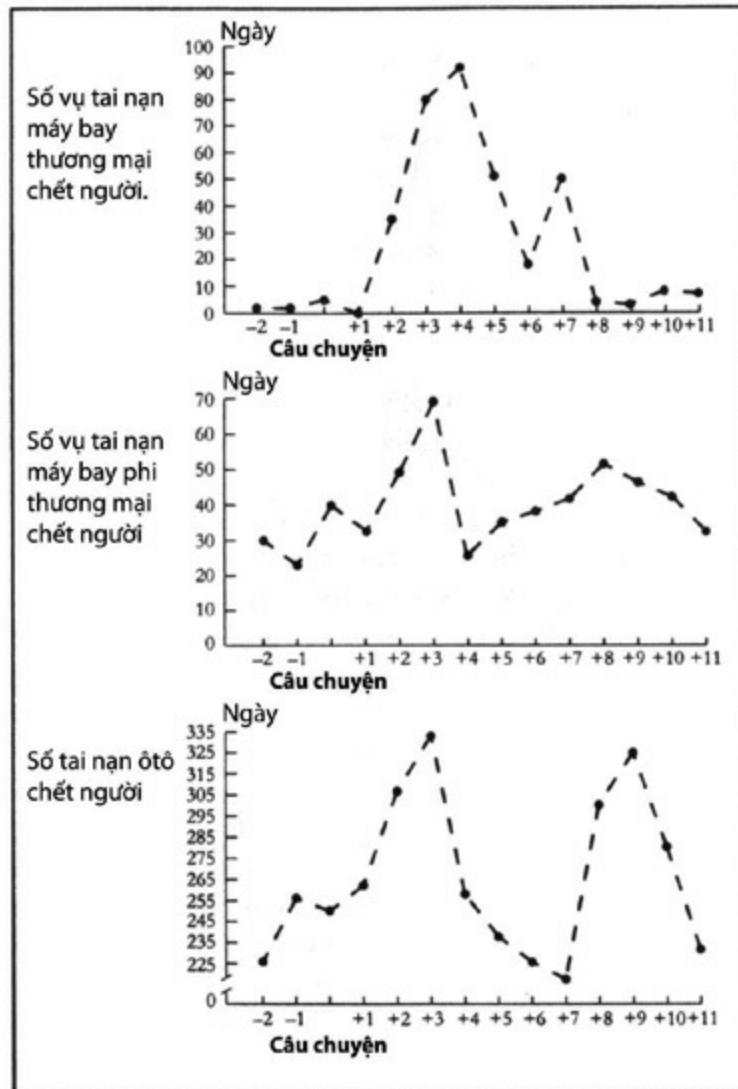 Ngày
Số vụ tai nạn
máy bay
thương mại
chết người.
100
90
80
70
60
50
40
30
20
10
0
–2 –1 +1 +2 +3 +4 +5 +6 +7 +8 +9 +10 +11
Câu chuyện
Ngày
Số vụ tai nạn
máy bay phi
thương mại
chết người
70
60
50
40
30
20
10
0
–2 –1 +1 +2 +3 +4 +5 +6 +7 +8 +9 +10 +11
Câu chuyện
Ngày
Số tai nạn ôtô
chết người
335
325
315
305
295
285
275
265
255
245
235
225
0
–2 –1 +1 +2 +3 +4 +5 +6 +7 +8 +9 +10 +11
Câu chuyện